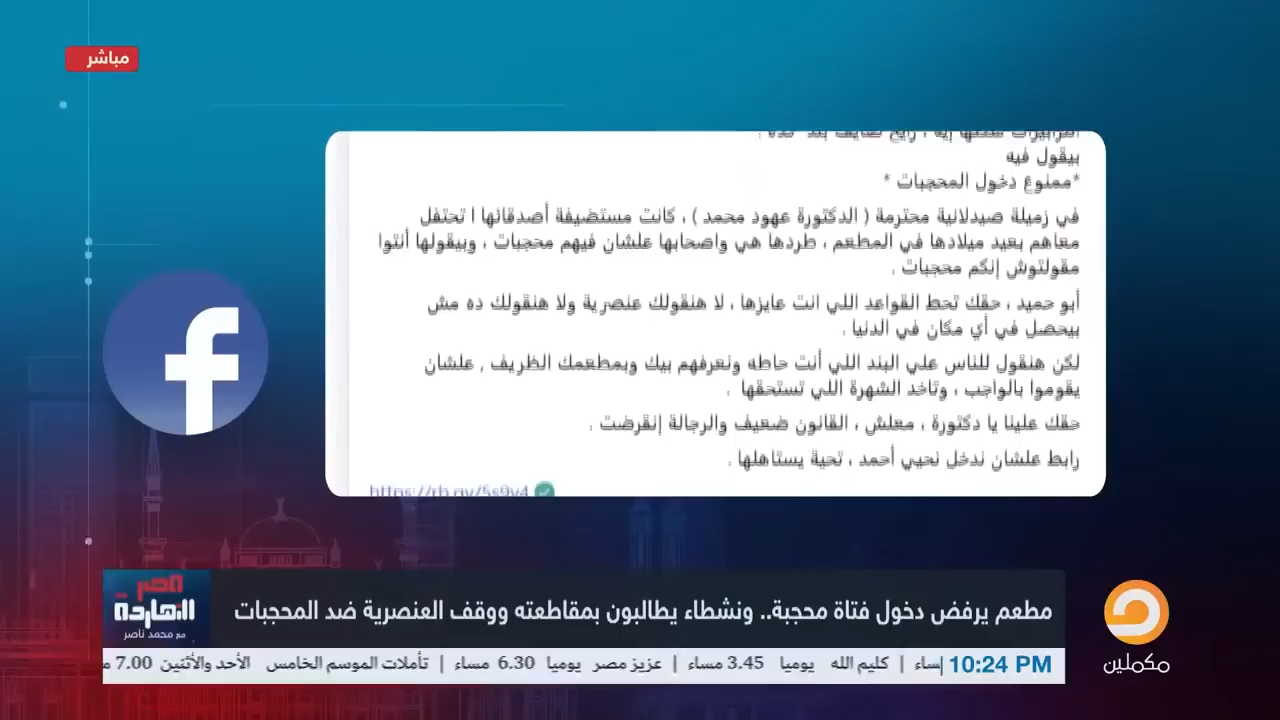 مباشر
بيقول فيه
*ممنوع دخول المحجبات *
في زميلة صيدلانية محترمة ( الدكتورة عهود محمد ) ، كانت مستضيفة أصدقائها ا تحتفل
معاهم بعيد ميلادها في المطعم ، طردها هي واصحابها علشان فيهم محجبات ، وبيقولها أنتوا
مقولتوش إنكم محجبات .
أبو حميد ، حقك تحط القواعد اللي انت عايزها ، لا هنقولك عنصرية ولا هنقولك ده مش
بيحصل في أي مكان في الدنيا .
لكن هنقول للناس علي البند اللي أنت حاطه ونعرفهم بيك وبمطعمك الظريف , علشان
يقوموا بالواجب ، وتاخد الشهرة اللي تستحقها .
حقك علينا يا دكتورة ، معلش ، القانون ضعيف والرجالة إنقرضت .
رابط علشان ندخل نحيي أحمد ، تحية يستاهلها .
https://rb.gy/5s9v4
مطعم يرفض دخول فتاة محجبة.. ونشطاء يطالبون بمقاطعته ووقف العنصرية ضد المحجبات
مصر النهاردة
مع محمد ناصر
10:24 PM
مساء | كليم الله يوميا 3.45 مساء | عزيز مصر يوميا 6.30 مساء | تأملات الموسم الخامس الأحد والأثنين 7.00
مكملين